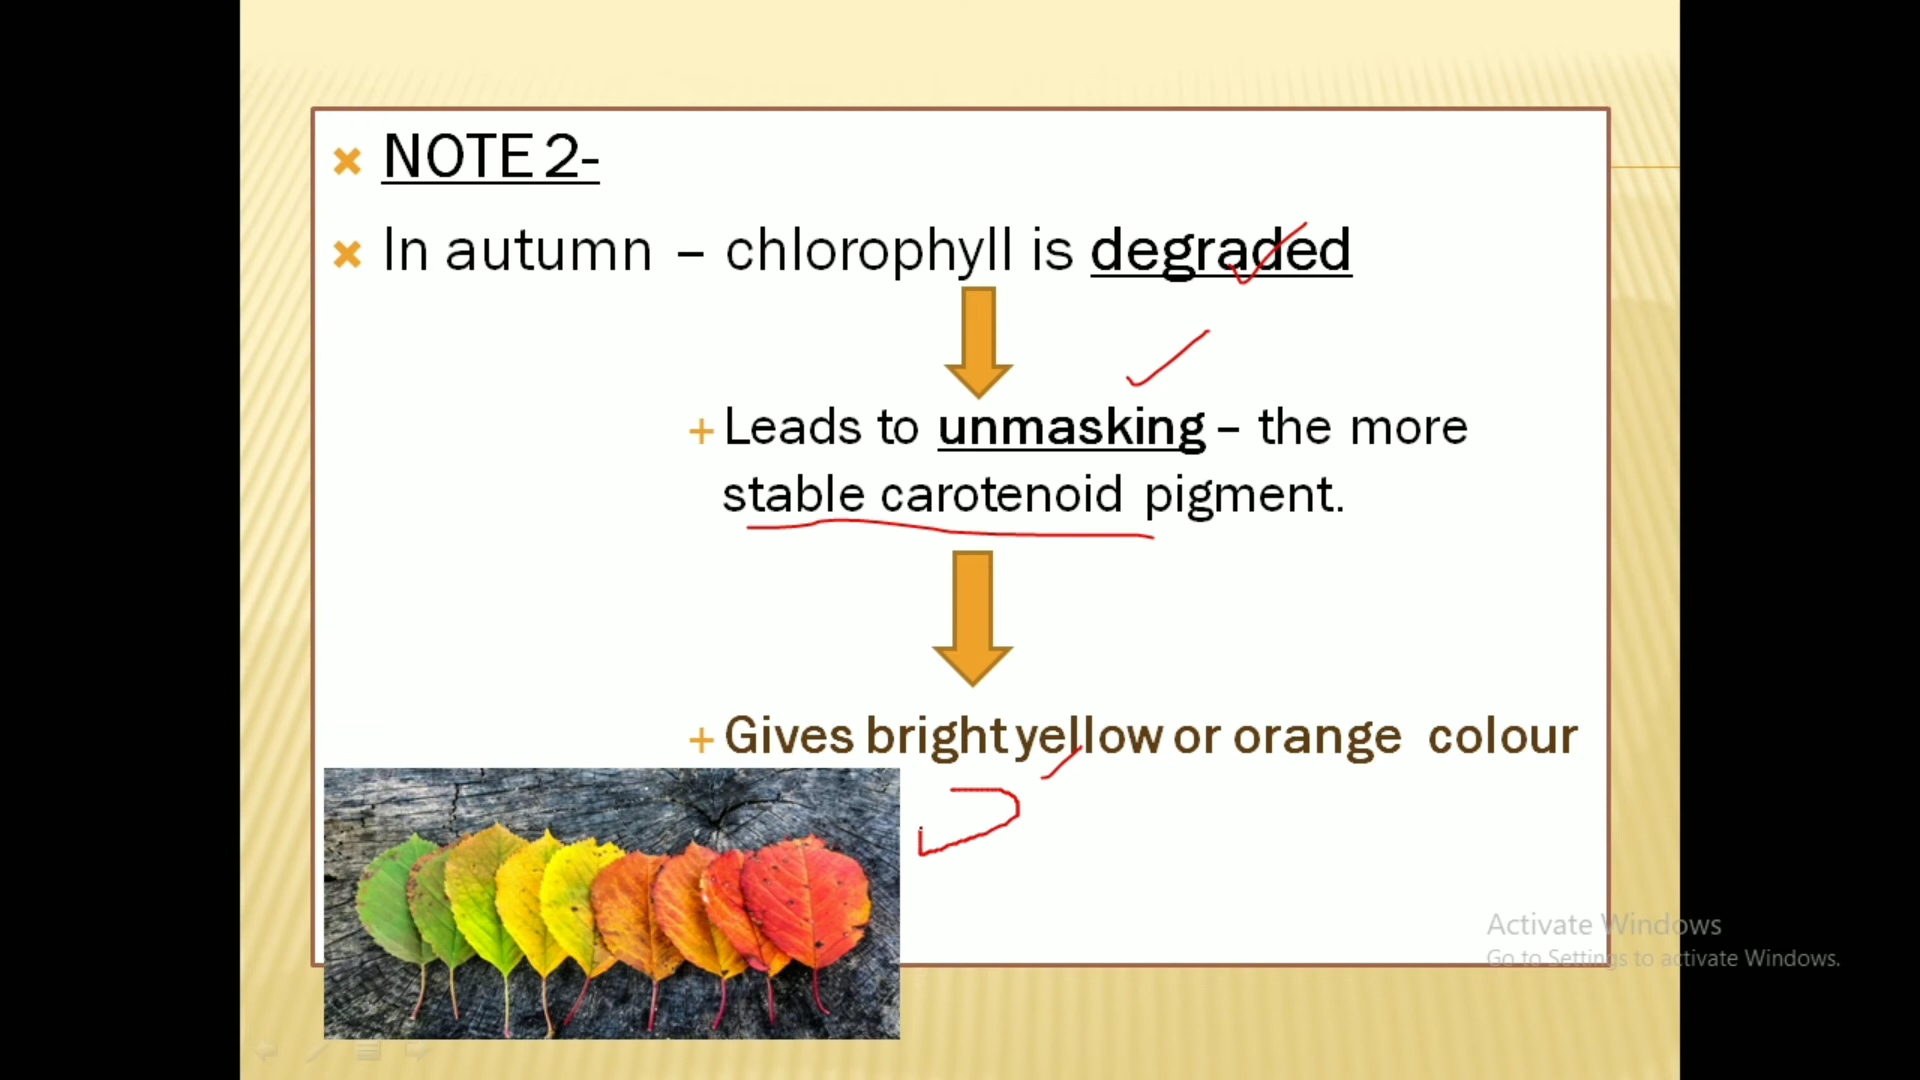 NOTE 2-
In autumn – chlorophyll is degraded
Leads to unmasking – the more
stable carotenoid pigment.
Gives bright yellow or orange colour
Activate Windows
Go to Settings to activate Windows.